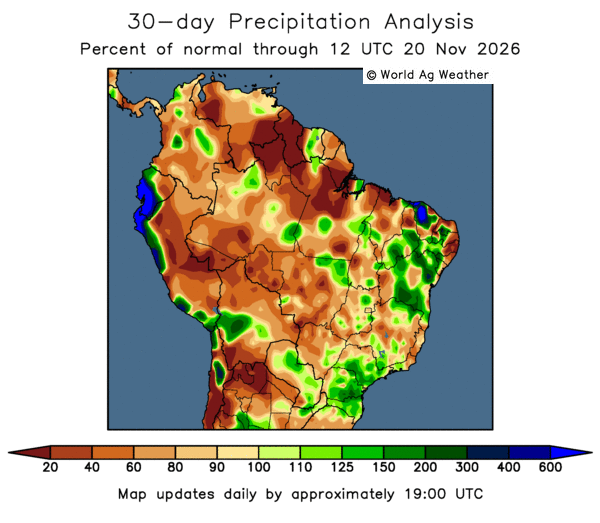 30-day Precipitation Analysis
Percent of normal through 12 UTC 20 Nov 2026
© World Ag Weather
20 40 60 80 90 100 110 125 150 200 300 400 600
Map updates daily by approximately 19:00 UTC